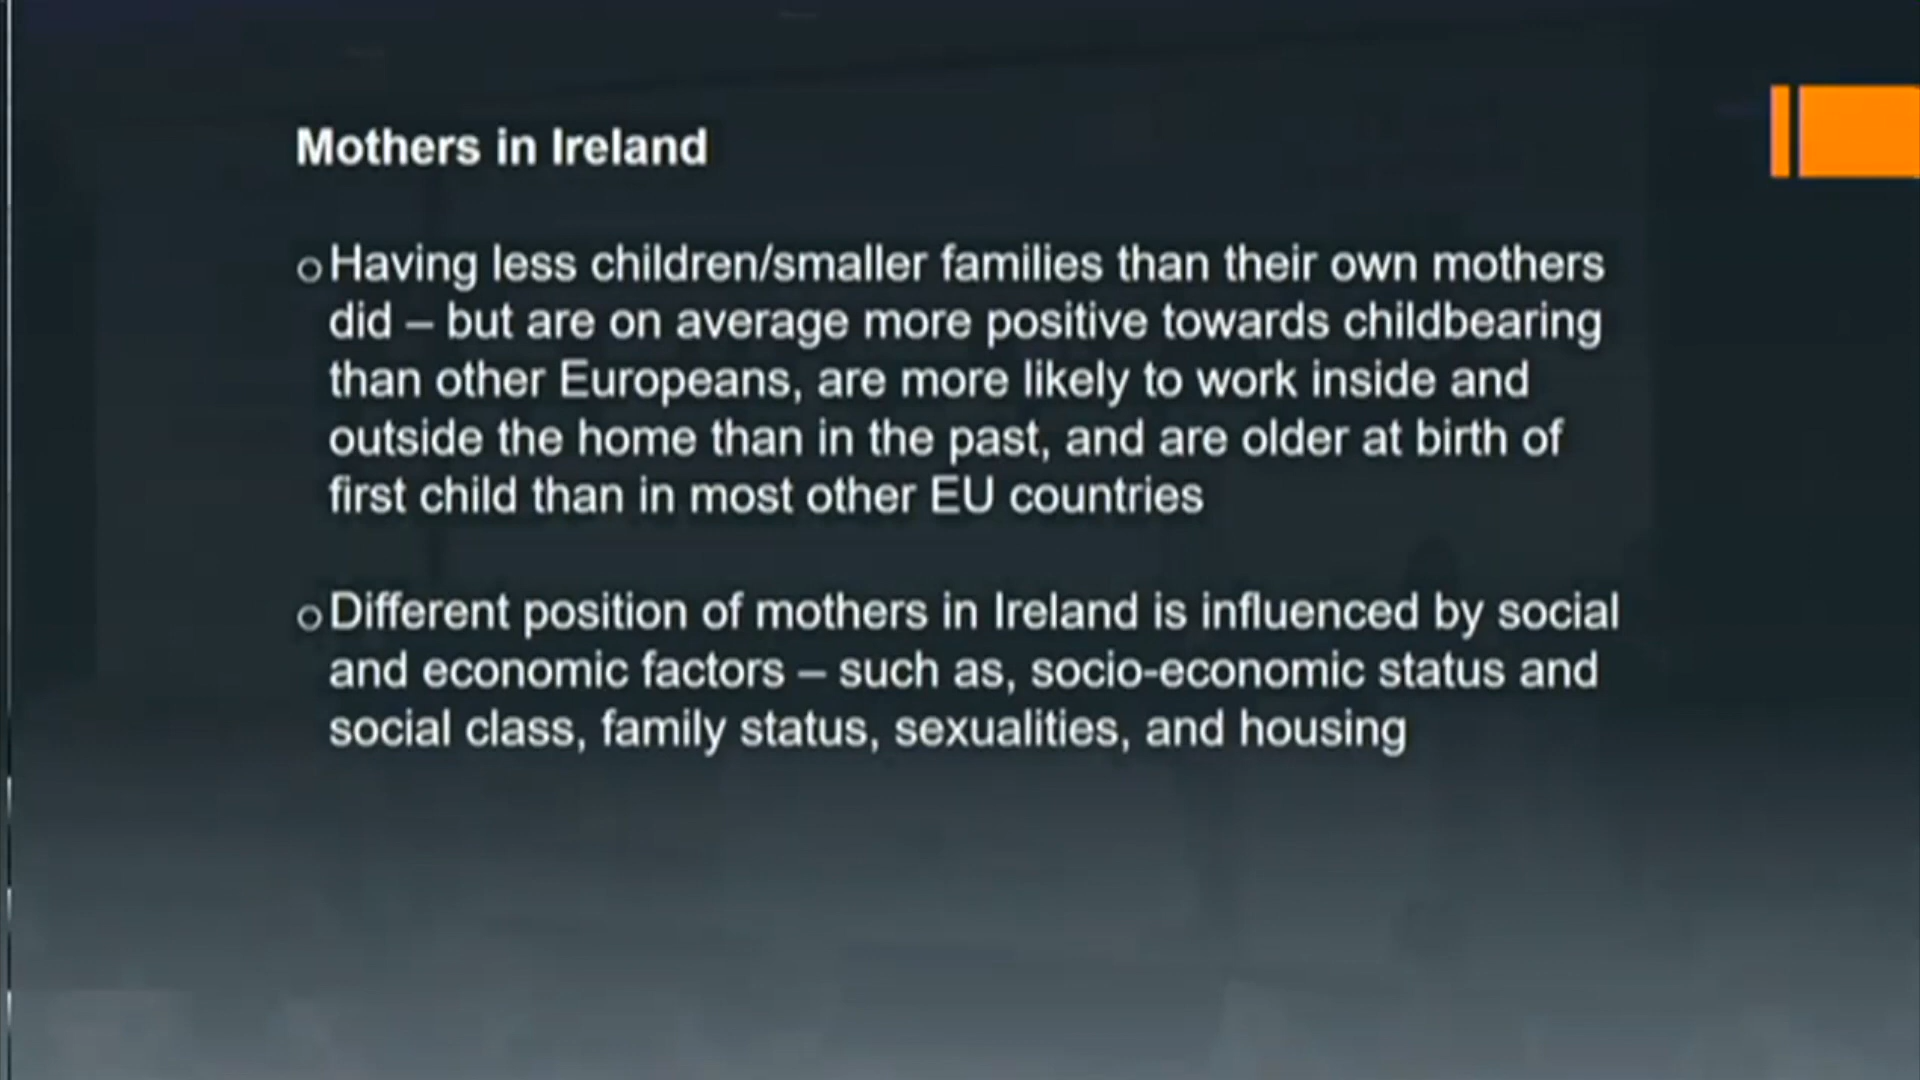 Mothers in Ireland
o Having less children/smaller families than their own mothers
did – but are on average more positive towards childbearing
than other Europeans, are more likely to work inside and
outside the home than in the past, and are older at birth of
first child than in most other EU countries
o Different position of mothers in Ireland is influenced by social
and economic factors – such as, socio-economic status and
social class, family status, sexualities, and housing